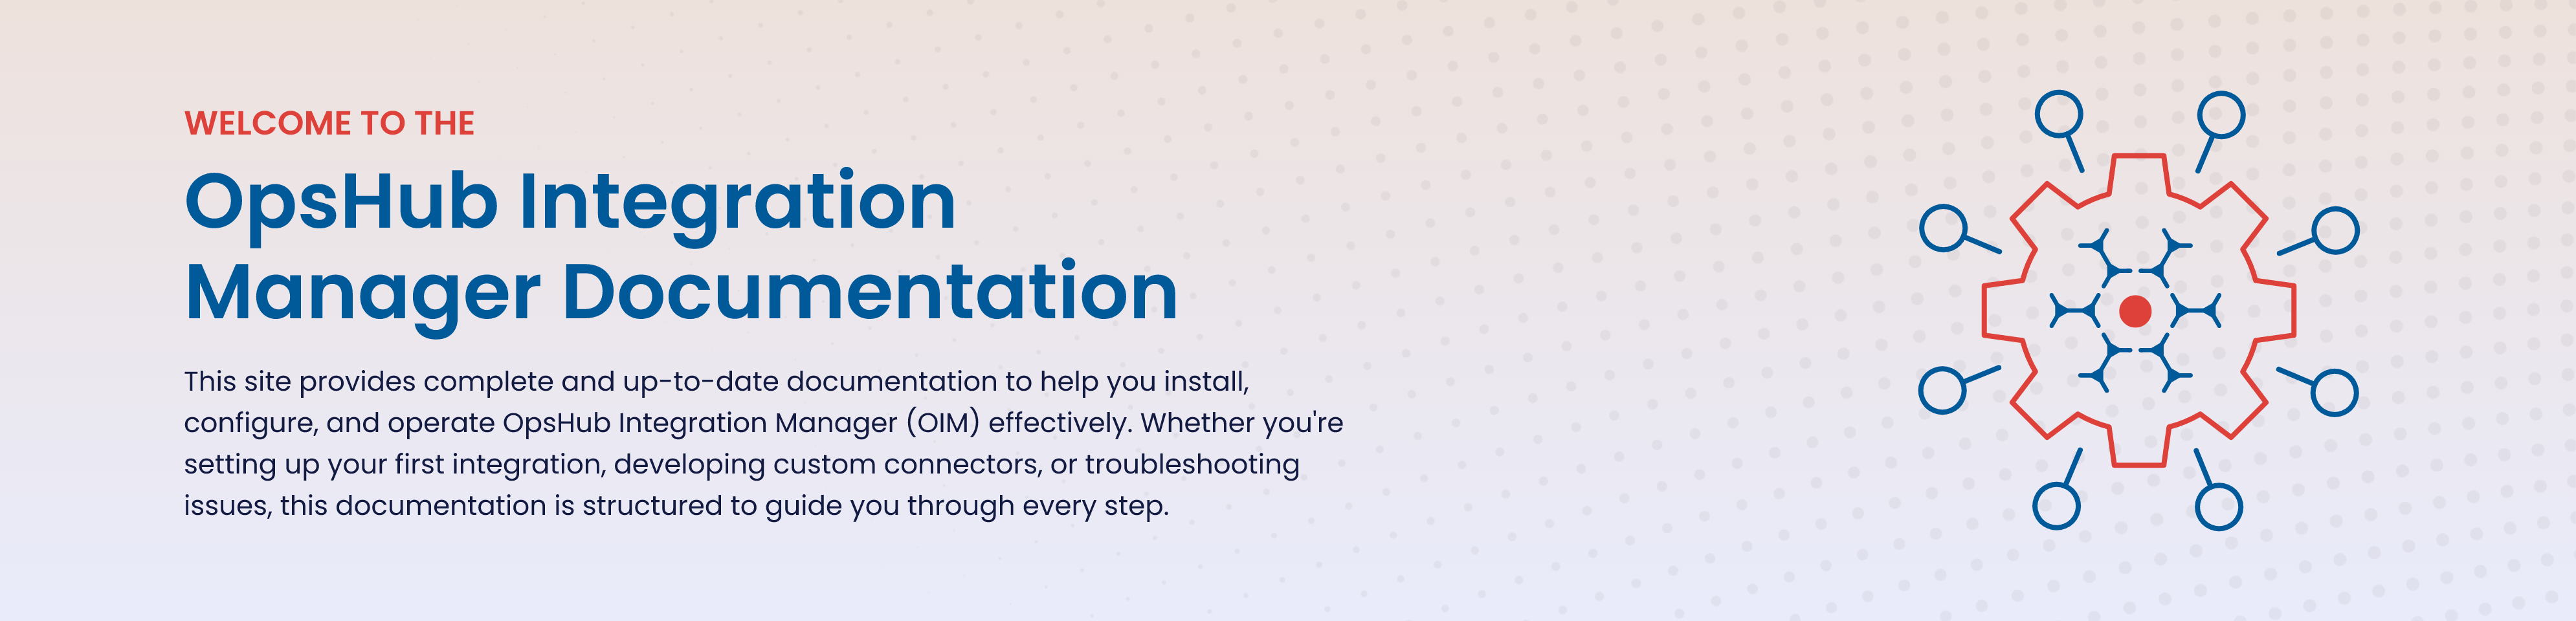 WELCOME TO THE
OpsHub Integration
Manager Documentation
This site provides complete and up-to-date documentation to help you install,
configure, and operate OpsHub Integration Manager (OIM) effectively. Whether you're
setting up your first integration, developing custom connectors, or troubleshooting
issues, this documentation is structured to guide you through every step.